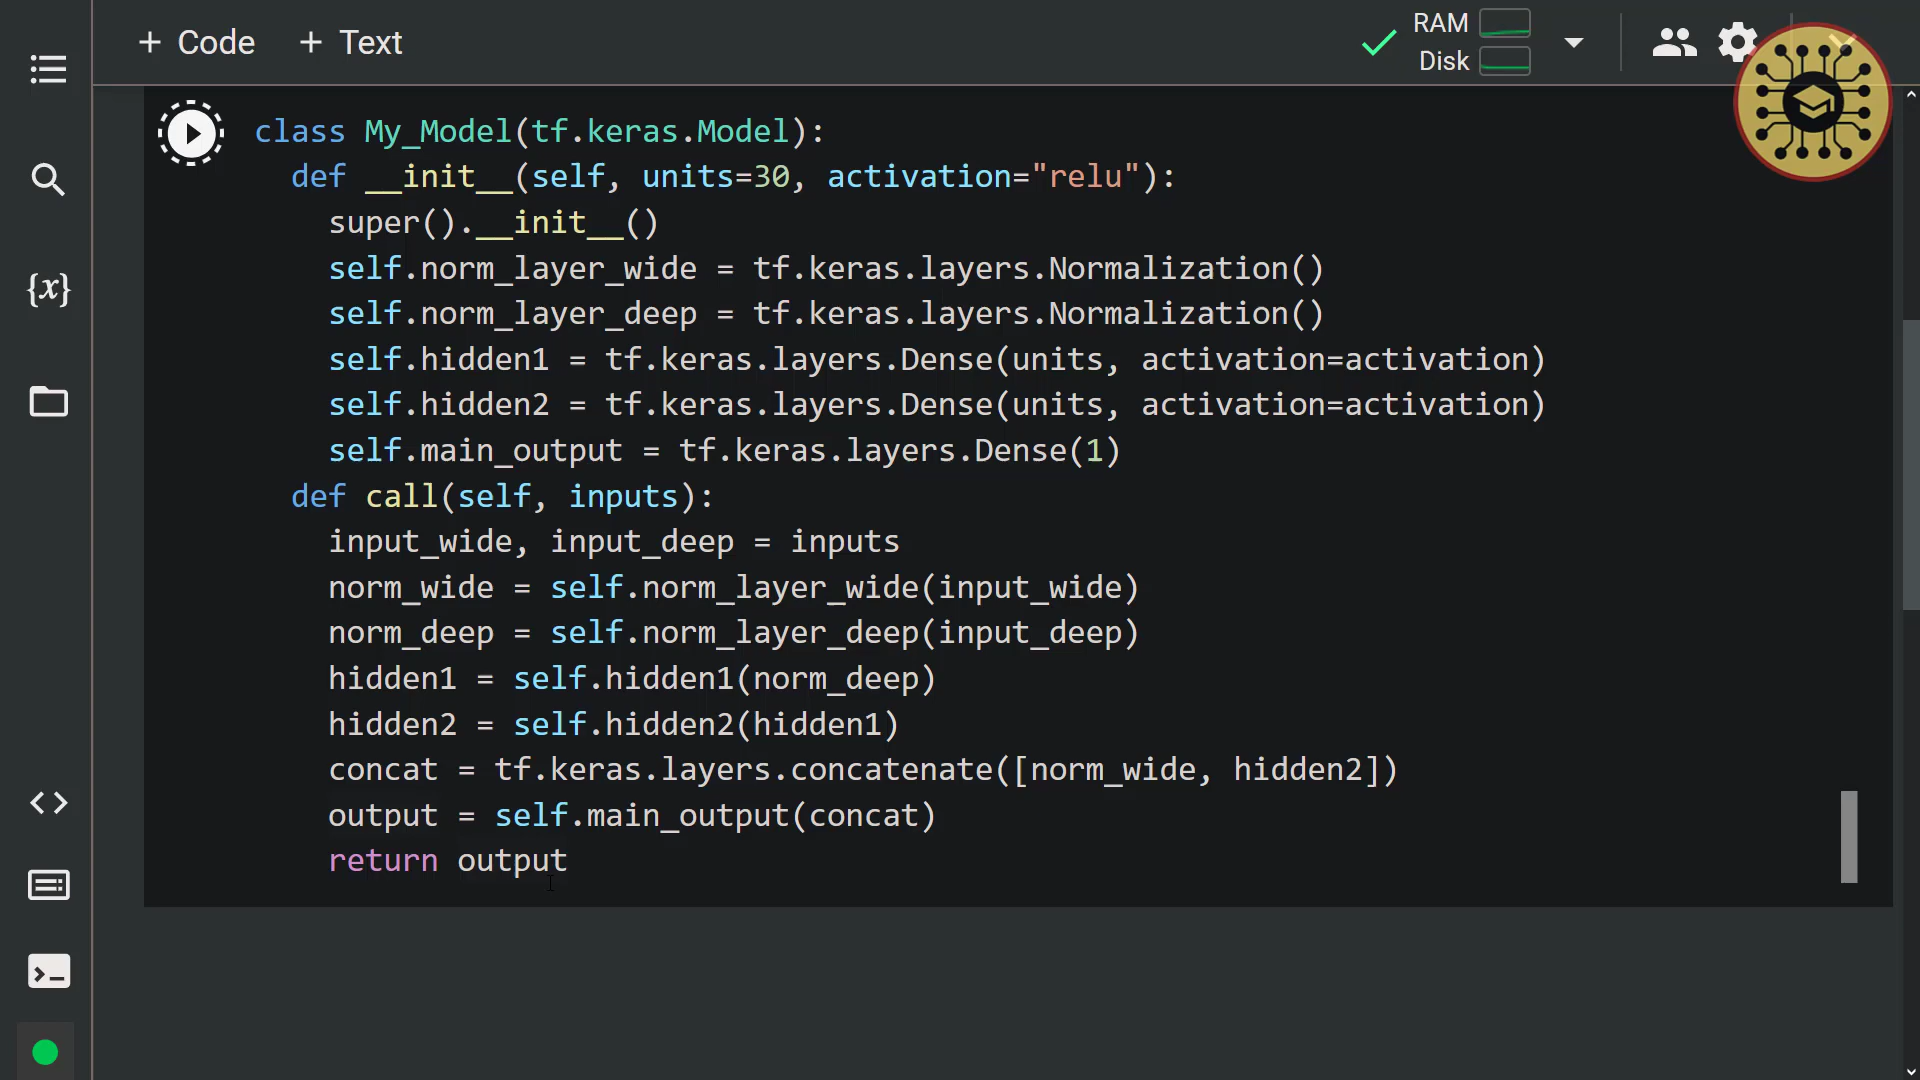 + Code + Text
RAM
Disk
{x}
class My_Model(tf.keras.Model):
  def __init__(self, units=30, activation="relu"):
    super().__init__()
    self.norm_layer_wide = tf.keras.layers.Normalization()
    self.norm_layer_deep = tf.keras.layers.Normalization()
    self.hidden1 = tf.keras.layers.Dense(units, activation=activation)
    self.hidden2 = tf.keras.layers.Dense(units, activation=activation)
    self.main_output = tf.keras.layers.Dense(1)
  def call(self, inputs):
    input_wide, input_deep = inputs
    norm_wide = self.norm_layer_wide(input_wide)
    norm_deep = self.norm_layer_deep(input_deep)
    hidden1 = self.hidden1(norm_deep)
    hidden2 = self.hidden2(hidden1)
    concat = tf.keras.layers.concatenate([norm_wide, hidden2])
    output = self.main_output(concat)
    return output